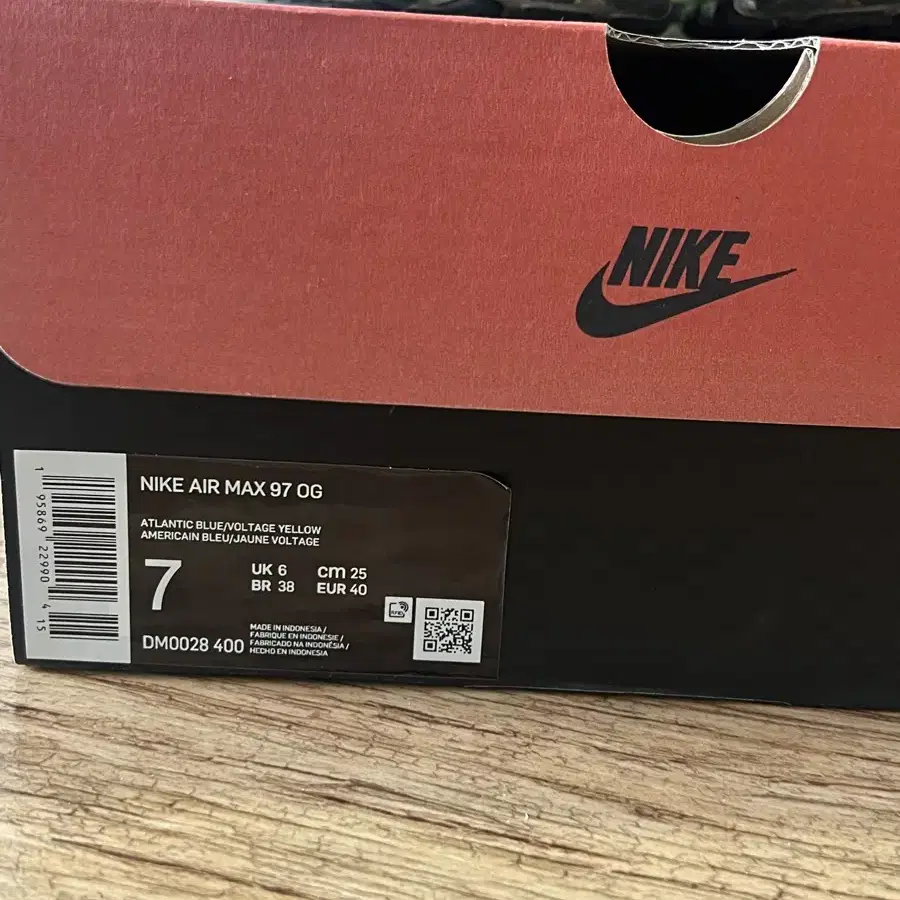 NIKE
NIKE AIR MAX 97 OG
ATLANTIC BLUE/VOLTAGE YELLOW
AMERICAIN BLEU/JAUNE VOLTAGE
7
UK 6 cm 25
BR 38 EUR 40
DM0028 400
MADE IN INDONESIA /
FABRIQUE EN INDONESIE /
FABRICADO NA INDONÉSIA /
HECHO EN INDONESIA
1 95869 22990 4 15